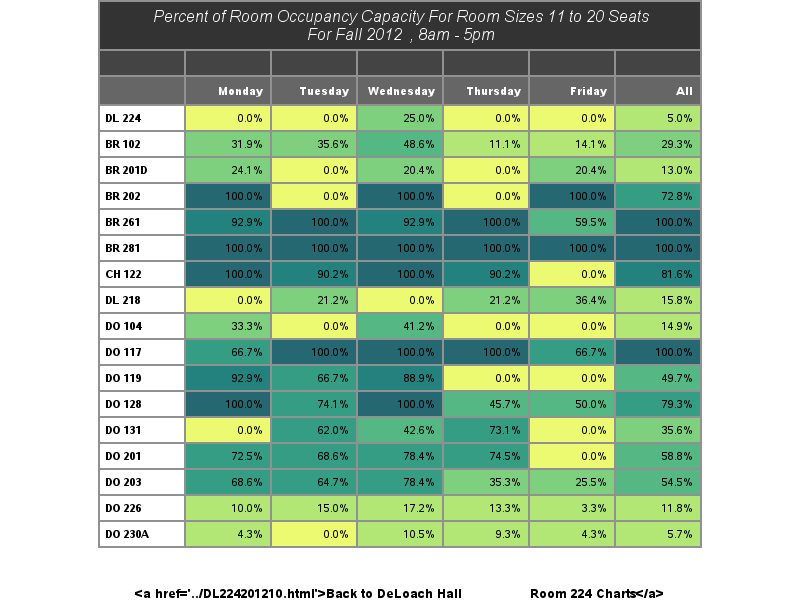 Percent of Room Occupancy Capacity For Room Sizes 11 to 20 Seats
For Fall 2012 , 8am - 5pm
Monday Tuesday Wednesday Thursday Friday All
DL 224 0.0% 0.0% 25.0% 0.0% 0.0% 5.0%
BR 102 31.9% 35.6% 48.6% 11.1% 14.1% 29.3%
BR 201D 24.1% 0.0% 20.4% 0.0% 20.4% 13.0%
BR 202 100.0% 0.0% 100.0% 0.0% 100.0% 72.8%
BR 261 92.9% 100.0% 92.9% 100.0% 59.5% 100.0%
BR 281 100.0% 100.0% 100.0% 100.0% 100.0% 100.0%
CH 122 100.0% 90.2% 100.0% 90.2% 0.0% 81.6%
DL 218 0.0% 21.2% 0.0% 21.2% 36.4% 15.8%
DO 104 33.3% 0.0% 41.2% 0.0% 0.0% 14.9%
DO 117 66.7% 100.0% 100.0% 100.0% 66.7% 100.0%
DO 119 92.9% 66.7% 88.9% 0.0% 0.0% 49.7%
DO 128 100.0% 74.1% 100.0% 45.7% 50.0% 79.3%
DO 131 0.0% 62.0% 42.6% 73.1% 0.0% 35.6%
DO 201 72.5% 68.6% 78.4% 74.5% 0.0% 58.8%
DO 203 68.6% 64.7% 78.4% 35.3% 25.5% 54.5%
DO 226 10.0% 15.0% 17.2% 13.3% 3.3% 11.8%
DO 230A 4.3% 0.0% 10.5% 9.3% 4.3% 5.7%
<a href='../DL224201210.html'>Back to DeLoach Hall Room 224 Charts</a>